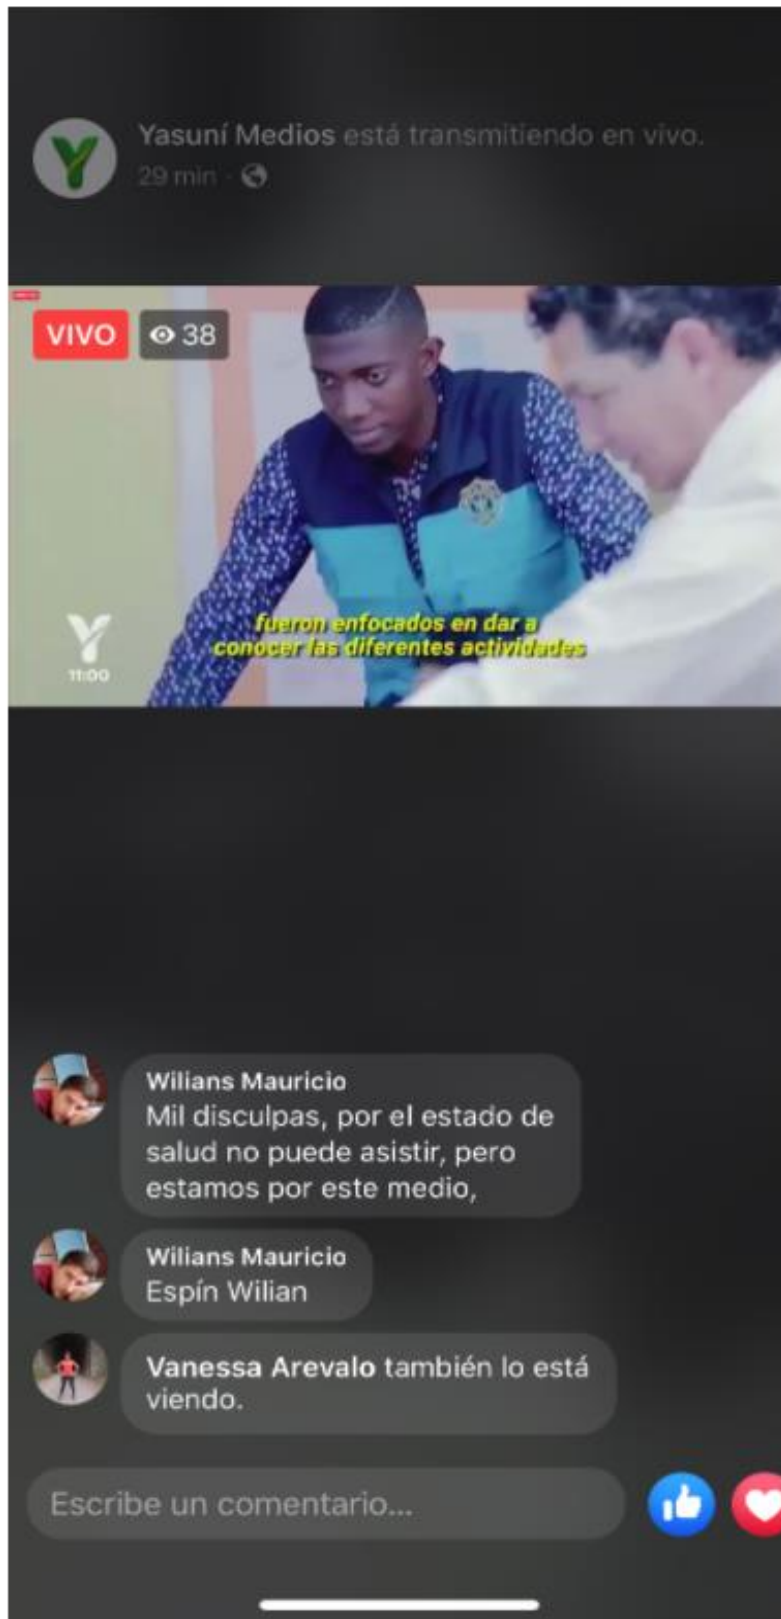 Yasuní Medios está transmitiendo en vivo.
29 min ·
VIVO
38
fueron enfocados en dar a
conocer las diferentes actividades
Y
11:00
Wilians Mauricio
Mil disculpas, por el estado de
salud no puede asistir, pero
estamos por este medio,
Wilians Mauricio
Espín Wilian
Vanessa Arevalo también lo está
viendo.
Escribe un comentario...